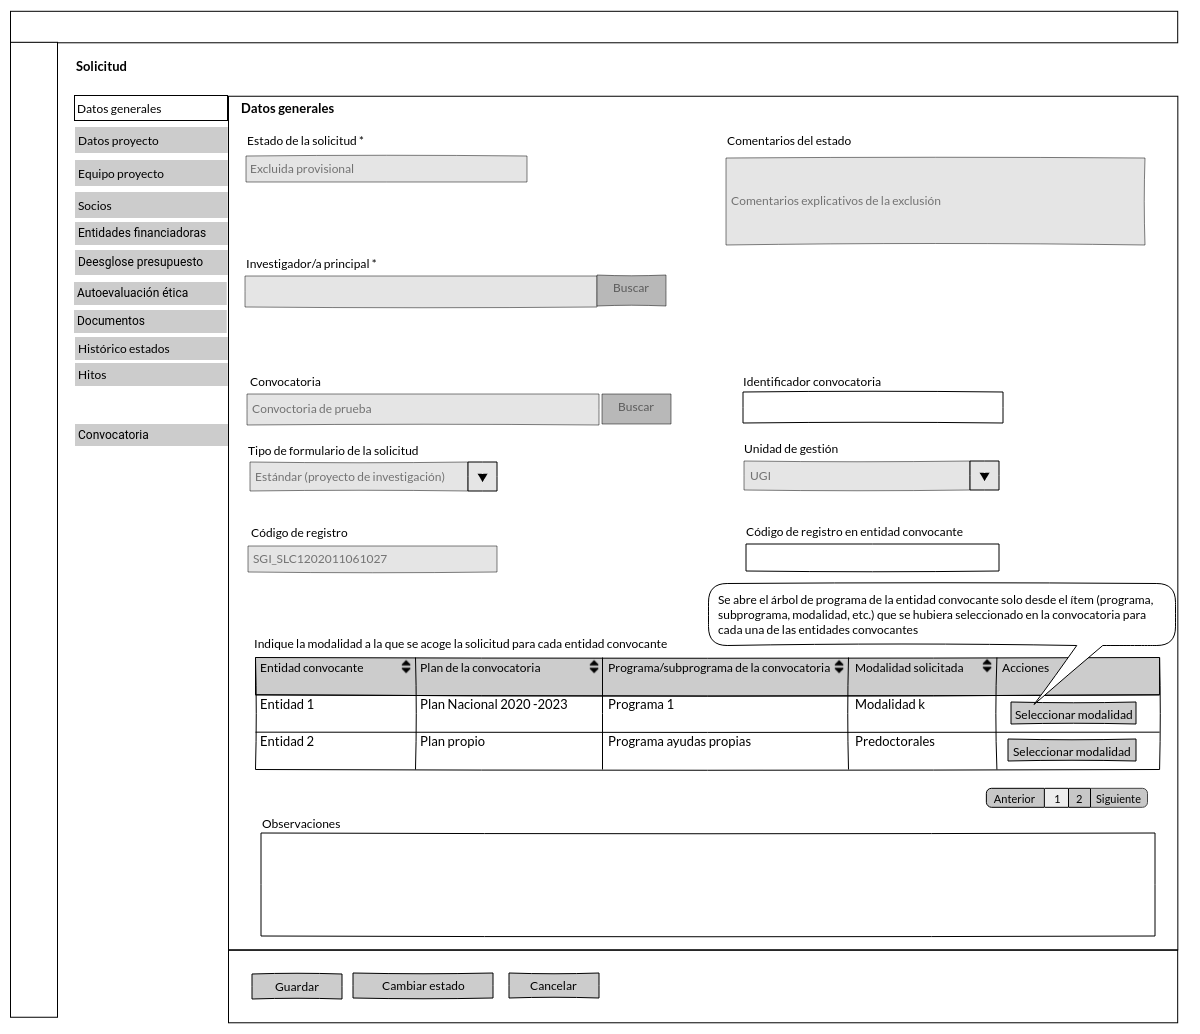 Solicitud
Datos generales
Datos proyecto
Equipo proyecto
Socios
Entidades financiadoras
Deesglose presupuesto
Autoevaluación ética
Documentos
Histórico estados
Hitos
Convocatoria
Datos generales
Estado de la solicitud *
Excluida provisional
Comentarios del estado
Comentarios explicativos de la exclusión
Investigador/a principal *
Buscar
Convocatoria
Convoctoria de prueba
Buscar
Identificador convocatoria
Tipo de formulario de la solicitud
Estándar (proyecto de investigación)
Unidad de gestión
UGI
Código de registro
SGI_SLC1202011061027
Código de registro en entidad convocante
Se abre el árbol de programa de la entidad convocante solo desde el ítem (programa,
subprograma, modalidad, etc.) que se hubiera seleccionado en la convocatoria para
cada una de las entidades convocantes
Indique la modalidad a la que se acoge la solicitud para cada entidad convocante
Entidad convocante Plan de la convocatoria Programa/subprograma de la convocatoria Modalidad solicitada Acciones
Entidad 1 Plan Nacional 2020 -2023 Programa 1 Modalidad k Seleccionar modalidad
Entidad 2 Plan propio Programa ayudas propias Predoctorales Seleccionar modalidad
Anterior 1 2 Siguiente
Observaciones
Guardar Cambiar estado Cancelar